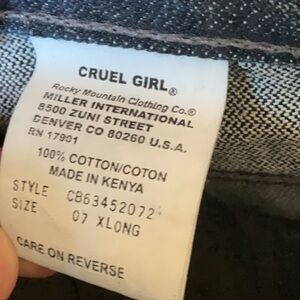 CRUEL GIRL®
Rocky Mountain Clothing Co.®
MILLER INTERNATIONAL
8500 ZUNI STREET
DENVER CO 80260 U.S.A.
RN 17901
100% COTTON/COTON
MADE IN KENYA
STYLE CB63452072
SIZE 07 XLONG
CARE ON REVERSE